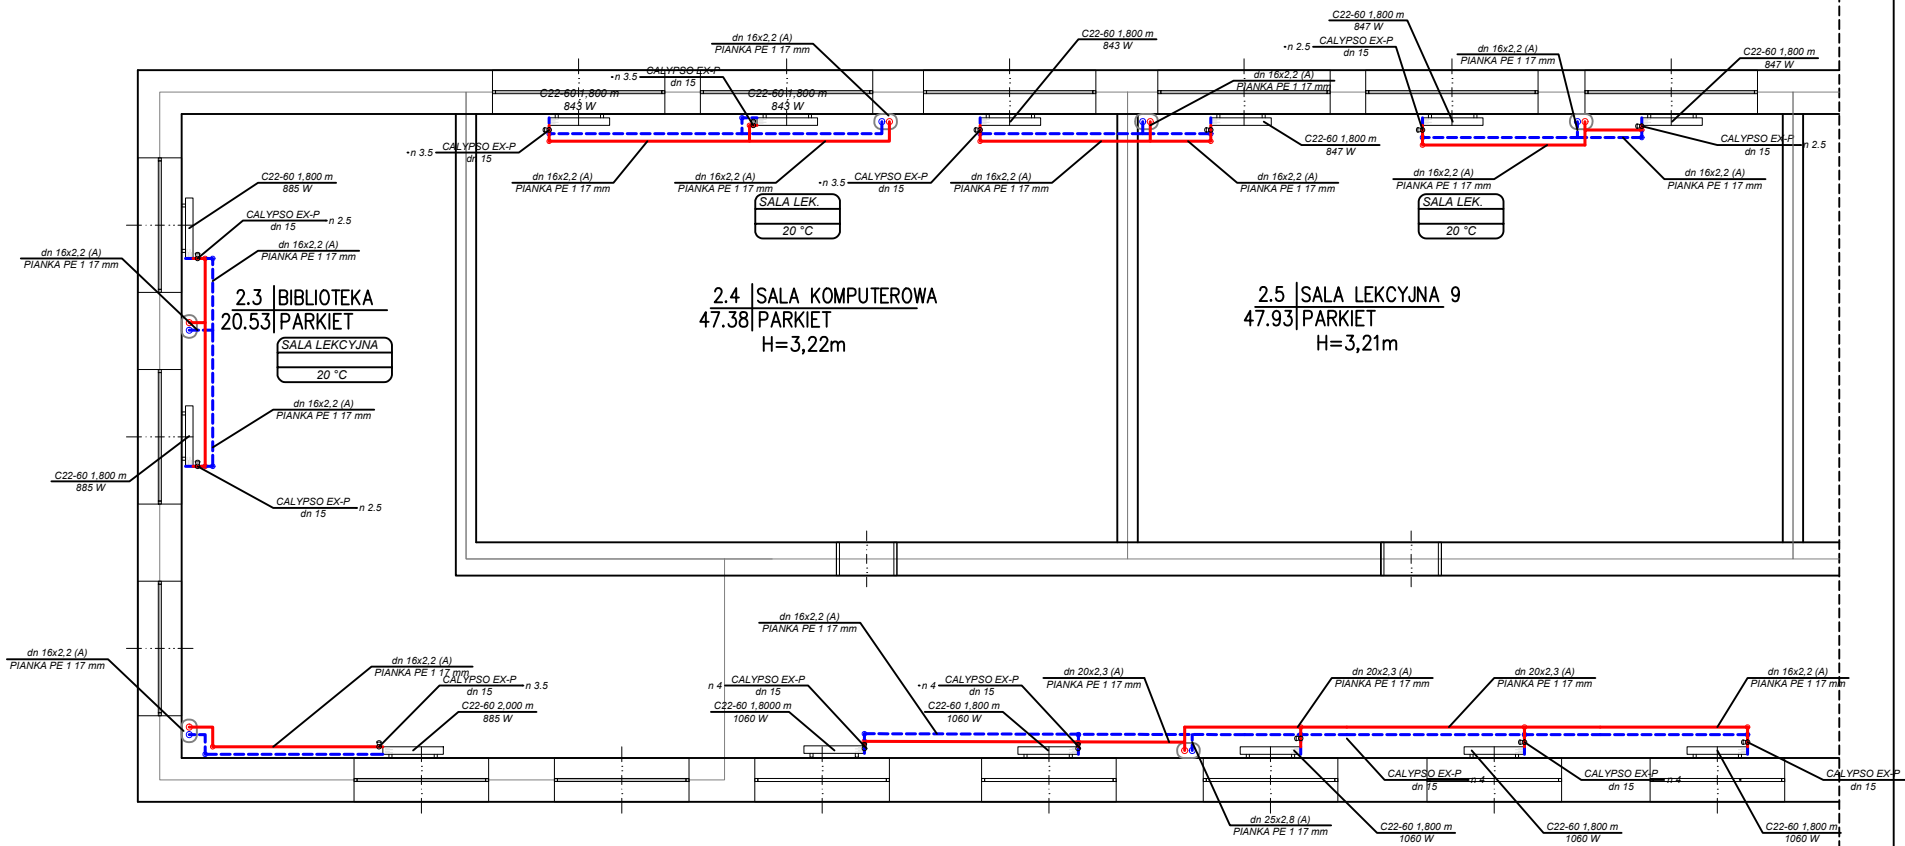 C22-60 1,800 m
847 W
dn 16x2,2 (A)
PIANKA PE 1 17 mm
C22-60 1,800 m
843 W
n 2.5
CALYPSO EX-P
dn 15
dn 16x2,2 (A)
PIANKA PE 1 17 mm
C22-60 1,800 m
847 W
n 3.5
CALYPSO EX-P
dn 15
dn 16x2,2 (A)
PIANKA PE 1 17 mm
C22-60 1,800 m
843 W
C22-60 1,800 m
843 W
n 3.5
CALYPSO EX-P
dn 15
C22-60 1,800 m
847 W
CALYPSO EX-P
dn 15
n 2.5
dn 16x2,2 (A)
PIANKA PE 1 17 mm
dn 16x2,2 (A)
PIANKA PE 1 17 mm
n 3.5
CALYPSO EX-P
dn 15
dn 16x2,2 (A)
PIANKA PE 1 17 mm
dn 16x2,2 (A)
PIANKA PE 1 17 mm
dn 16x2,2 (A)
PIANKA PE 1 17 mm
dn 16x2,2 (A)
PIANKA PE 1 17 mm
C22-60 1,800 m
885 W
SALA LEK.
20 °C
SALA LEK.
20 °C
CALYPSO EX-P
dn 15
n 2.5
dn 16x2,2 (A)
PIANKA PE 1 17 mm
dn 16x2,2 (A)
PIANKA PE 1 17 mm
2.3 BIBLIOTEKA
20.53 PARKIET
SALA LEKCYJNA
20 °C
2.4 SALA KOMPUTEROWA
47.38 PARKIET
H=3,22m
2.5 SALA LEKCYJNA 9
47.93 PARKIET
H=3,21m
dn 16x2,2 (A)
PIANKA PE 1 17 mm
C22-60 1,800 m
885 W
CALYPSO EX-P
dn 15
n 2.5
dn 16x2,2 (A)
PIANKA PE 1 17 mm
dn 16x2,2 (A)
PIANKA PE 1 17 mm
dn 16x2,2 (A)
PIANKA PE 1 17 mm
CALYPSO EX-P
dn 15
n 3.5
C22-60 2,000 m
885 W
n 4
CALYPSO EX-P
dn 15
C22-60 1,8000 m
1060 W
n 4
CALYPSO EX-P
dn 15
C22-60 1,800 m
1060 W
dn 20x2,3 (A)
PIANKA PE 1 17 mm
dn 20x2,3 (A)
PIANKA PE 1 17 mm
dn 20x2,3 (A)
PIANKA PE 1 17 mm
dn 16x2,2 (A)
PIANKA PE 1 17 mm
CALYPSO EX-P
dn 15
n 4
CALYPSO EX-P
dn 15
n 4
CALYPSO EX-P
dn 15
dn 25x2,8 (A)
PIANKA PE 1 17 mm
C22-60 1,800 m
1060 W
C22-60 1,800 m
1060 W
C22-60 1,800 m
1060 W